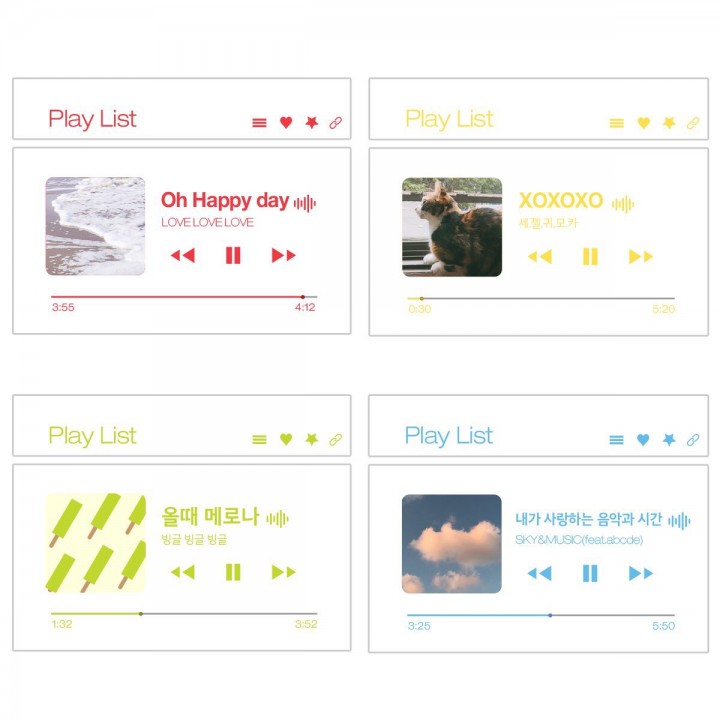 Play List
Oh Happy day
LOVE LOVE LOVE
3:55 4:12
Play List
XOXOXO
세.젤.귀.모.카
0:30 5:20
Play List
올때 메로나
빙글 빙글 빙글
1:32 3:52
Play List
내가 사랑하는 음악과 시간
SKY&MUSIC(feat.abcde)
3:25 5:50